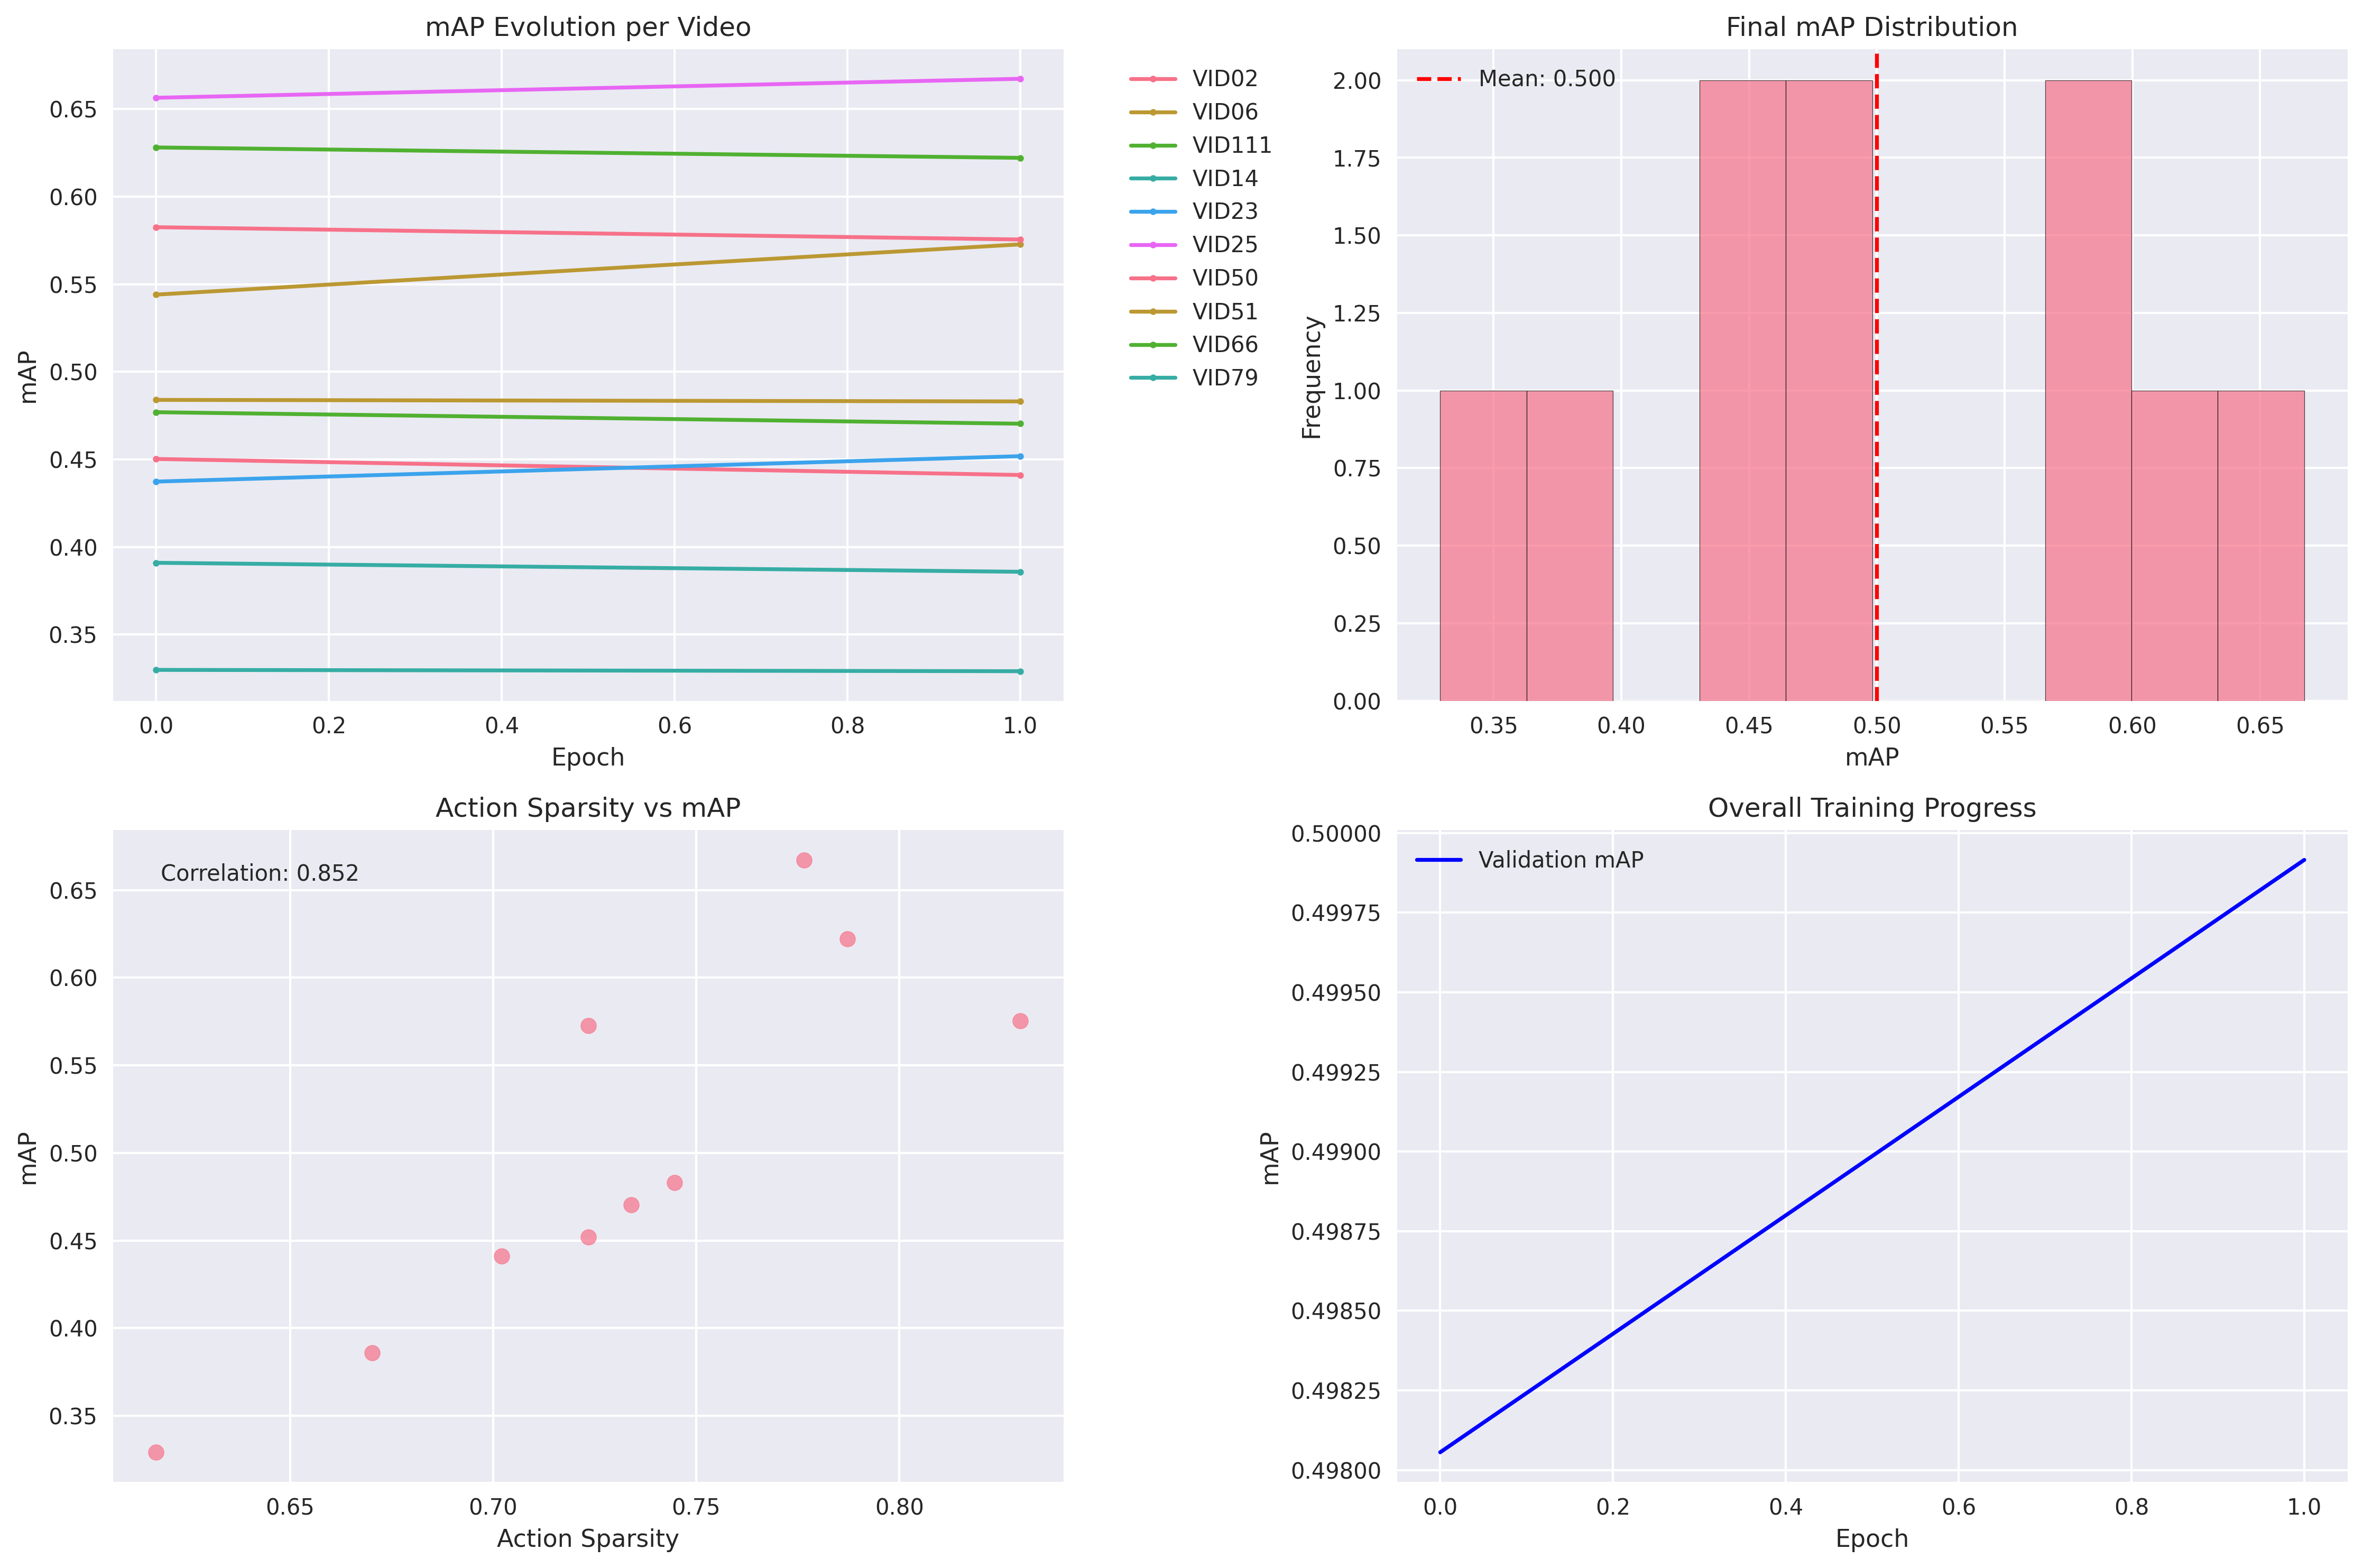 mAP Evolution per Video
mAP
0.65
0.60
0.55
0.50
0.45
0.40
0.35
0.0 0.2 0.4 0.6 0.8 1.0
Epoch
VID02
VID06
VID111
VID14
VID23
VID25
VID50
VID51
VID66
VID79
Final mAP Distribution
Mean: 0.500
Frequency
2.00
1.75
1.50
1.25
1.00
0.75
0.50
0.25
0.00
0.35 0.40 0.45 0.50 0.55 0.60 0.65
mAP
Action Sparsity vs mAP
Correlation: 0.852
mAP
0.65
0.60
0.55
0.50
0.45
0.40
0.35
0.65 0.70 0.75 0.80
Action Sparsity
Overall Training Progress
Validation mAP
mAP
0.50000
0.49975
0.49950
0.49925
0.49900
0.49875
0.49850
0.49825
0.49800
0.0 0.2 0.4 0.6 0.8 1.0
Epoch